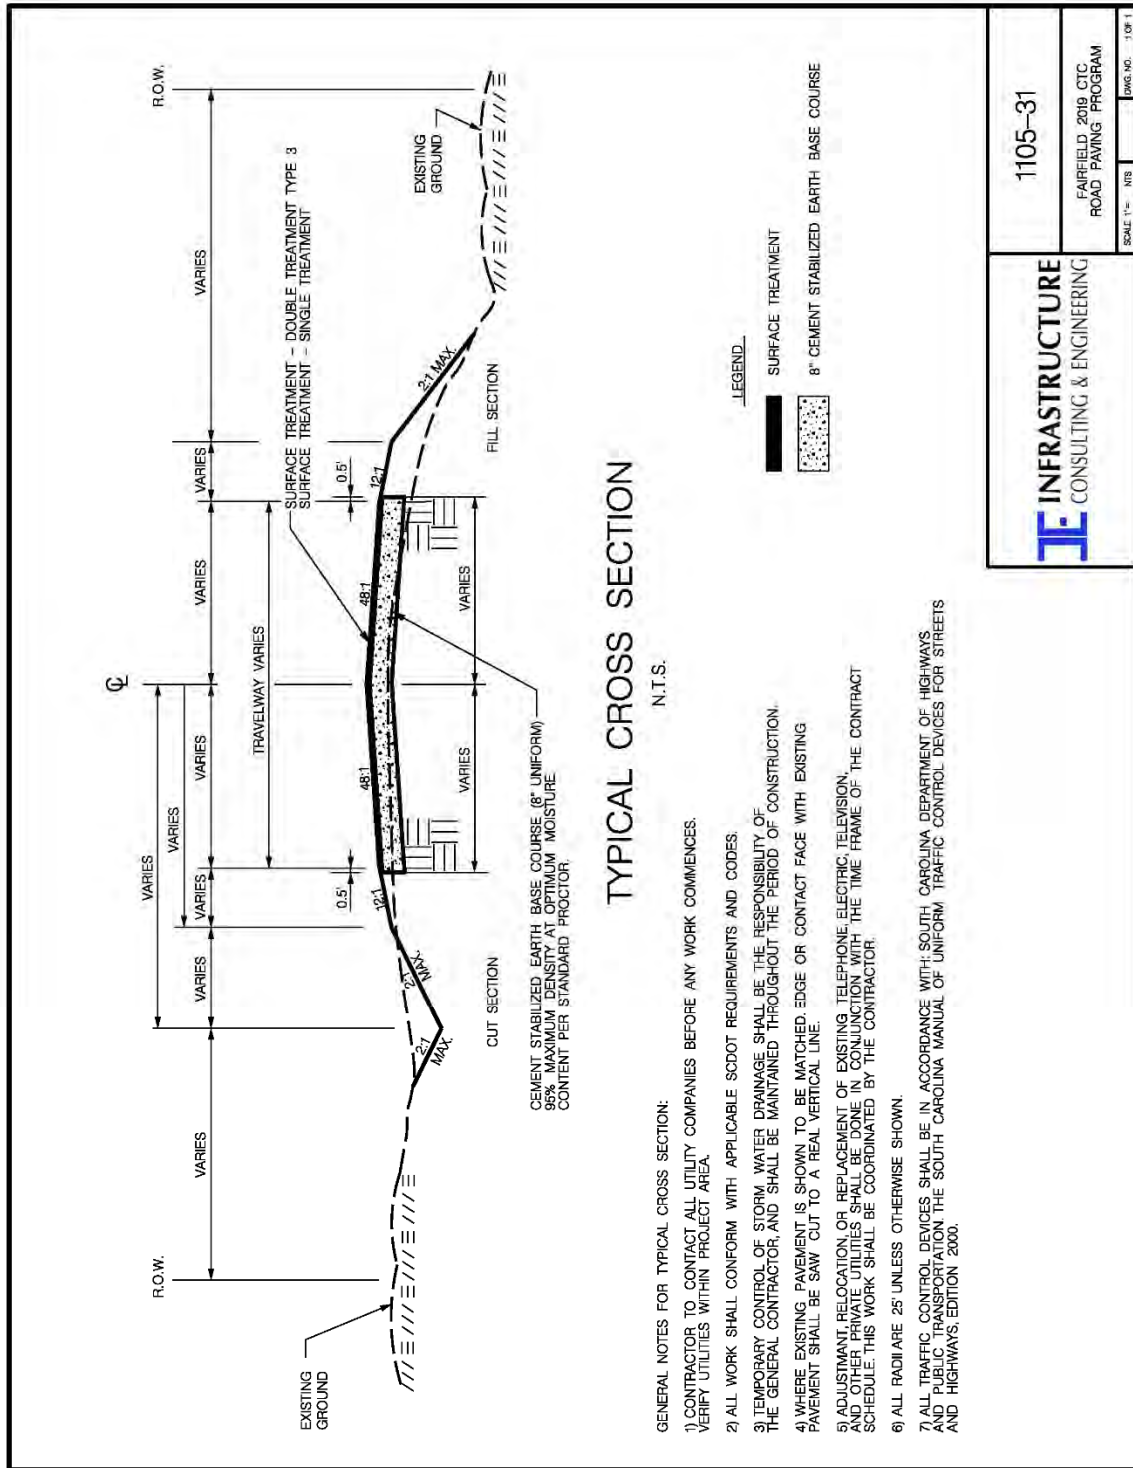 R.O.W.
R.O.W.
℄
VARIES
VARIES
VARIES
VARIES
VARIES
VARIES
VARIES
VARIES
VARIES
TRAVELWAY VARIES
SURFACE TREATMENT - DOUBLE TREATMENT TYPE 3
SURFACE TREATMENT - SINGLE TREATMENT
0.5'
0.5'
EXISTING
GROUND
EXISTING
GROUND
2:1
MAX.
2:1
MAX.
12:1
48:1
48:1
12:1
2:1 MAX.
VARIES
VARIES
CUT SECTION
FILL SECTION
CEMENT STABILIZED EARTH BASE COURSE (8" UNIFORM)
95% MAXIMUM DENSITY AT OPTIMUM MOISTURE
CONTENT PER STANDARD PROCTOR.
TYPICAL CROSS SECTION
N.T.S.
LEGEND
SURFACE TREATMENT
8" CEMENT STABILIZED EARTH BASE COURSE
GENERAL NOTES FOR TYPICAL CROSS SECTION:
1) CONTRACTOR TO CONTACT ALL UTILITY COMPANIES BEFORE ANY WORK COMMENCES.
VERIFY UTILITIES WITHIN PROJECT AREA.
2) ALL WORK SHALL CONFORM WITH APPLICABLE SCDOT REQUIREMENTS AND CODES.
3) TEMPORARY CONTROL OF STORM WATER DRAINAGE SHALL BE THE RESPONSIBILITY OF
THE GENERAL CONTRACTOR, AND SHALL BE MAINTAINED THROUGHOUT THE PERIOD OF CONSTRUCTION.
4) WHERE EXISTING PAVEMENT IS SHOWN TO BE MATCHED, EDGE OR CONTACT FACE WITH EXISTING
PAVEMENT SHALL BE SAW CUT TO A REAL VERTICAL LINE.
5) ADJUSTMANT, RELOCATION, OR REPLACEMENT OF EXISTING TELEPHONE, ELECTRIC, TELEVISION,
AND OTHER PRIVATE UTILITIES SHALL BE DONE IN CONJUNCTION WITH THE TIME FRAME OF THE CONTRACT
SCHEDULE. THIS WORK SHALL BE COORDINATED BY THE CONTRACTOR.
6) ALL RADII ARE 25' UNLESS OTHERWISE SHOWN.
7) ALL TRAFFIC CONTROL DEVICES SHALL BE IN ACCORDANCE WITH: SOUTH CAROLINA DEPARTMENT OF HIGHWAYS
AND PUBLIC TRANSPORTATION. THE SOUTH CAROLINA MANUAL OF UNIFORM TRAFFIC CONTROL DEVICES FOR STREETS
AND HIGHWAYS, EDITION 2000.
INFRASTRUCTURE
CONSULTING & ENGINEERING
1105-31
FAIRFIELD 2019 CTC
ROAD PAVING PROGRAM
SCALE 1"= NTS
DWG. NO. 1 OF 1